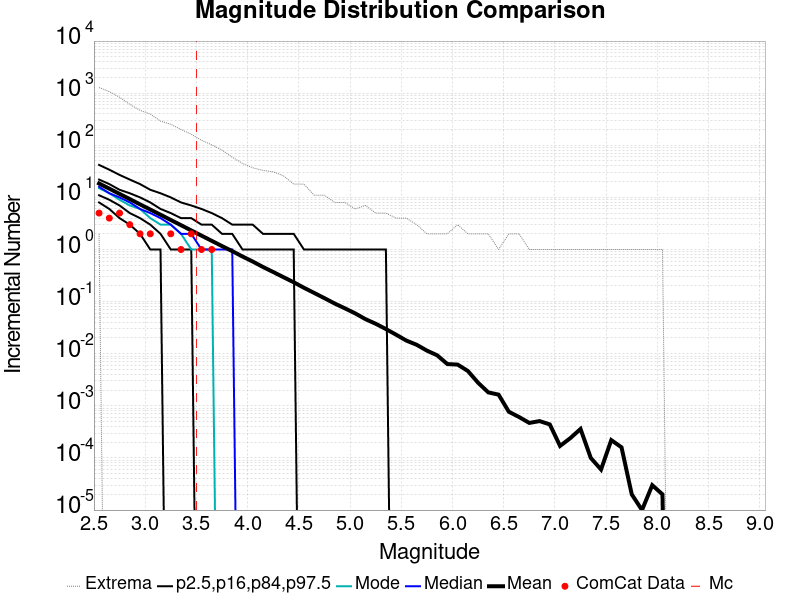 Magnitude Distribution Comparison
10^4
10^3
10^2
10^1
10^0
10^-1
10^-2
10^-3
10^-4
10^-5
Incremental Number
2.5 3.0 3.5 4.0 4.5 5.0 5.5 6.0 6.5 7.0 7.5 8.0 8.5 9.0
Magnitude
Extrema p2.5,p16,p84,p97.5 Mode Median Mean ComCat Data Mc